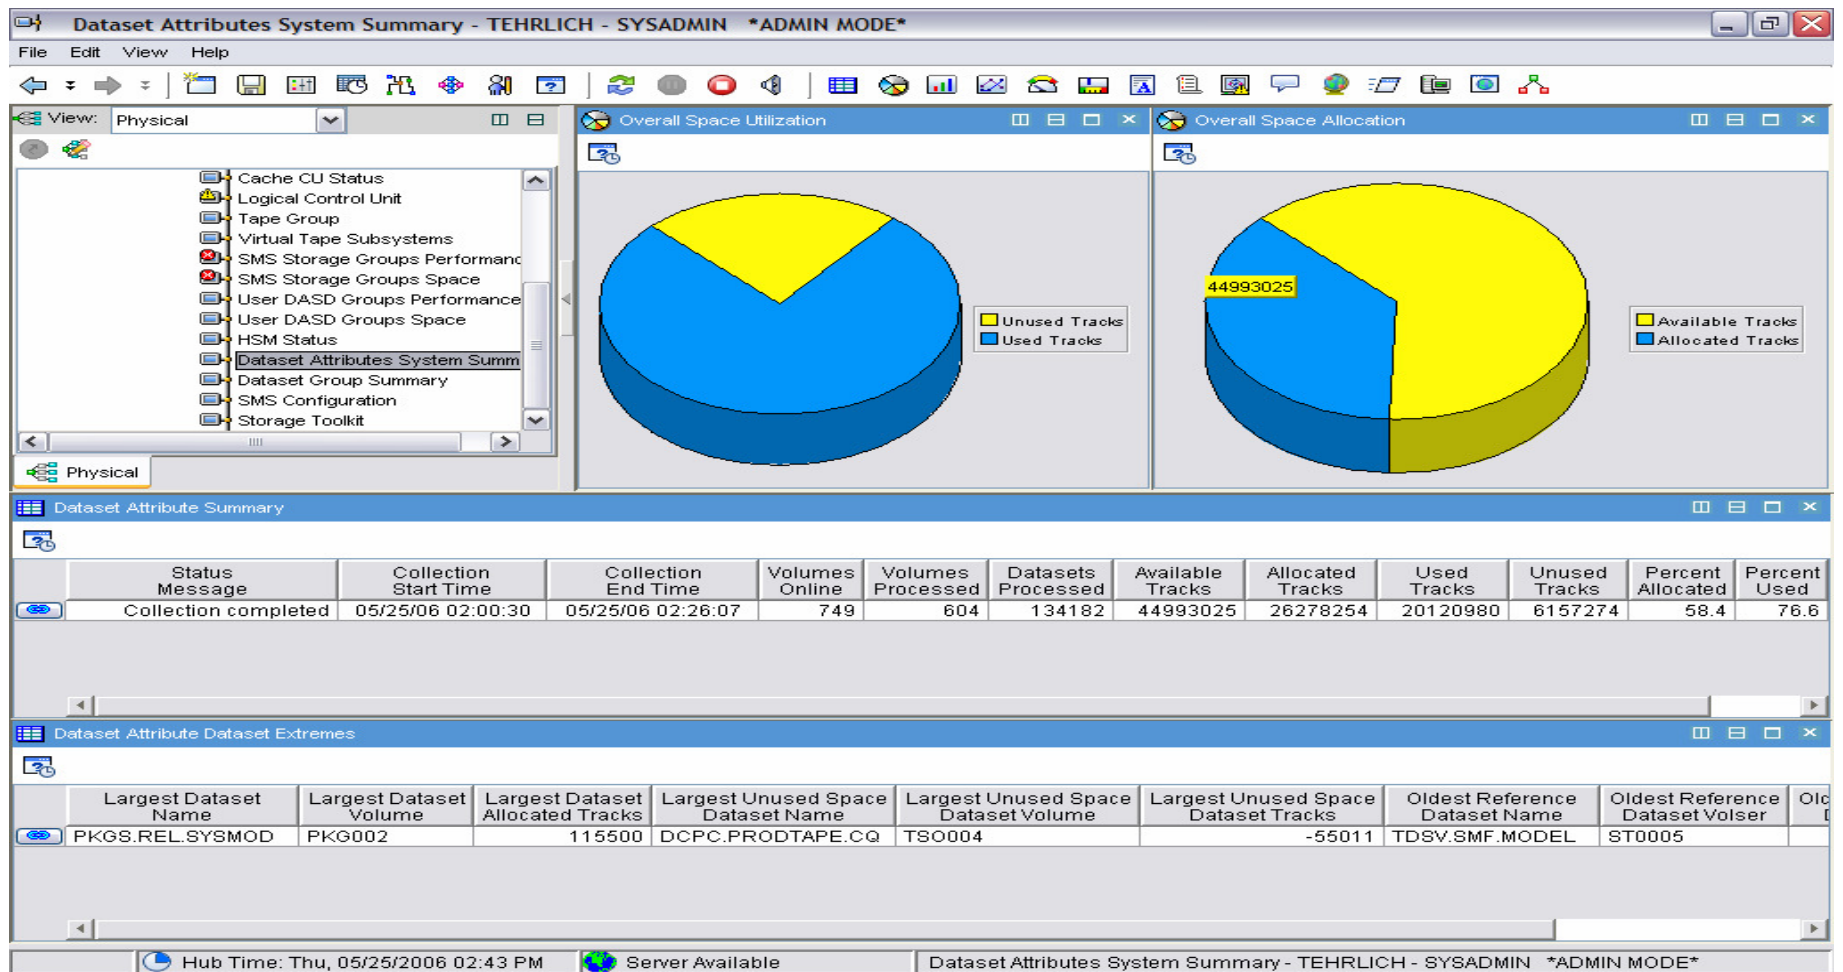 Dataset Attributes System Summary - TEHRLICH - SYSADMIN *ADMIN MODE*
File Edit View Help
View: Physical
Cache CU Status
Logical Control Unit
Tape Group
Virtual Tape Subsystems
SMS Storage Groups Performanc
SMS Storage Groups Space
User DASD Groups Performance
User DASD Groups Space
HSM Status
Dataset Attributes System Summ
Dataset Group Summary
SMS Configuration
Storage Toolkit
Physical
Overall Space Utilization
Unused Tracks
Used Tracks
Overall Space Allocation
44993025
Available Tracks
Allocated Tracks
Dataset Attribute Summary
Status Message Collection Start Time Collection End Time Volumes Online Volumes Processed Datasets Processed Available Tracks Allocated Tracks Used Tracks Unused Tracks Percent Allocated Percent Used
Collection completed 05/25/06 02:00:30 05/25/06 02:26:07 749 604 134182 44993025 26278254 20120980 6157274 58.4 76.6
Dataset Attribute Dataset Extremes
Largest Dataset Name Largest Dataset Volume Largest Dataset Allocated Tracks Largest Unused Space Dataset Name Largest Unused Space Dataset Volume Largest Unused Space Dataset Tracks Oldest Reference Dataset Name Oldest Reference Dataset Volser
PKGS.REL.SYSMOD PKG002 115500 DCPC.PRODTAPE.CQ TSO004 -55011 TDSV.SMF.MODEL ST0005
Hub Time: Thu, 05/25/2006 02:43 PM Server Available Dataset Attributes System Summary - TEHRLICH - SYSADMIN *ADMIN MODE*